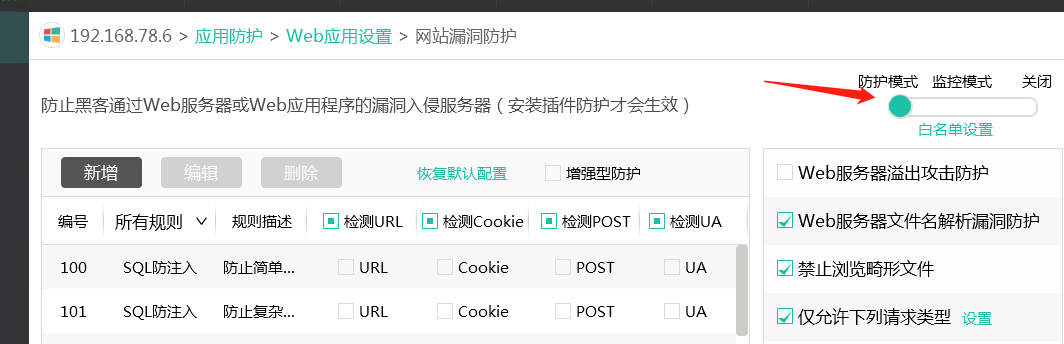 192.168.78.6 > 应用防护 > Web应用设置 > 网站漏洞防护
防护模式 监控模式 关闭
防止黑客通过Web服务器或Web应用程序的漏洞入侵服务器（安装插件防护才会生效）
白名单设置
新增 编辑 删除 恢复默认配置 增强型防护
编号 所有规则 规则描述 检测URL 检测Cookie 检测POST 检测UA
100 SQL防注入 防止简单... URL Cookie POST UA
101 SQL防注入 防止复杂... URL Cookie POST UA
Web服务器溢出攻击防护
Web服务器文件名解析漏洞防护
禁止浏览畸形文件
仅允许下列请求类型 设置